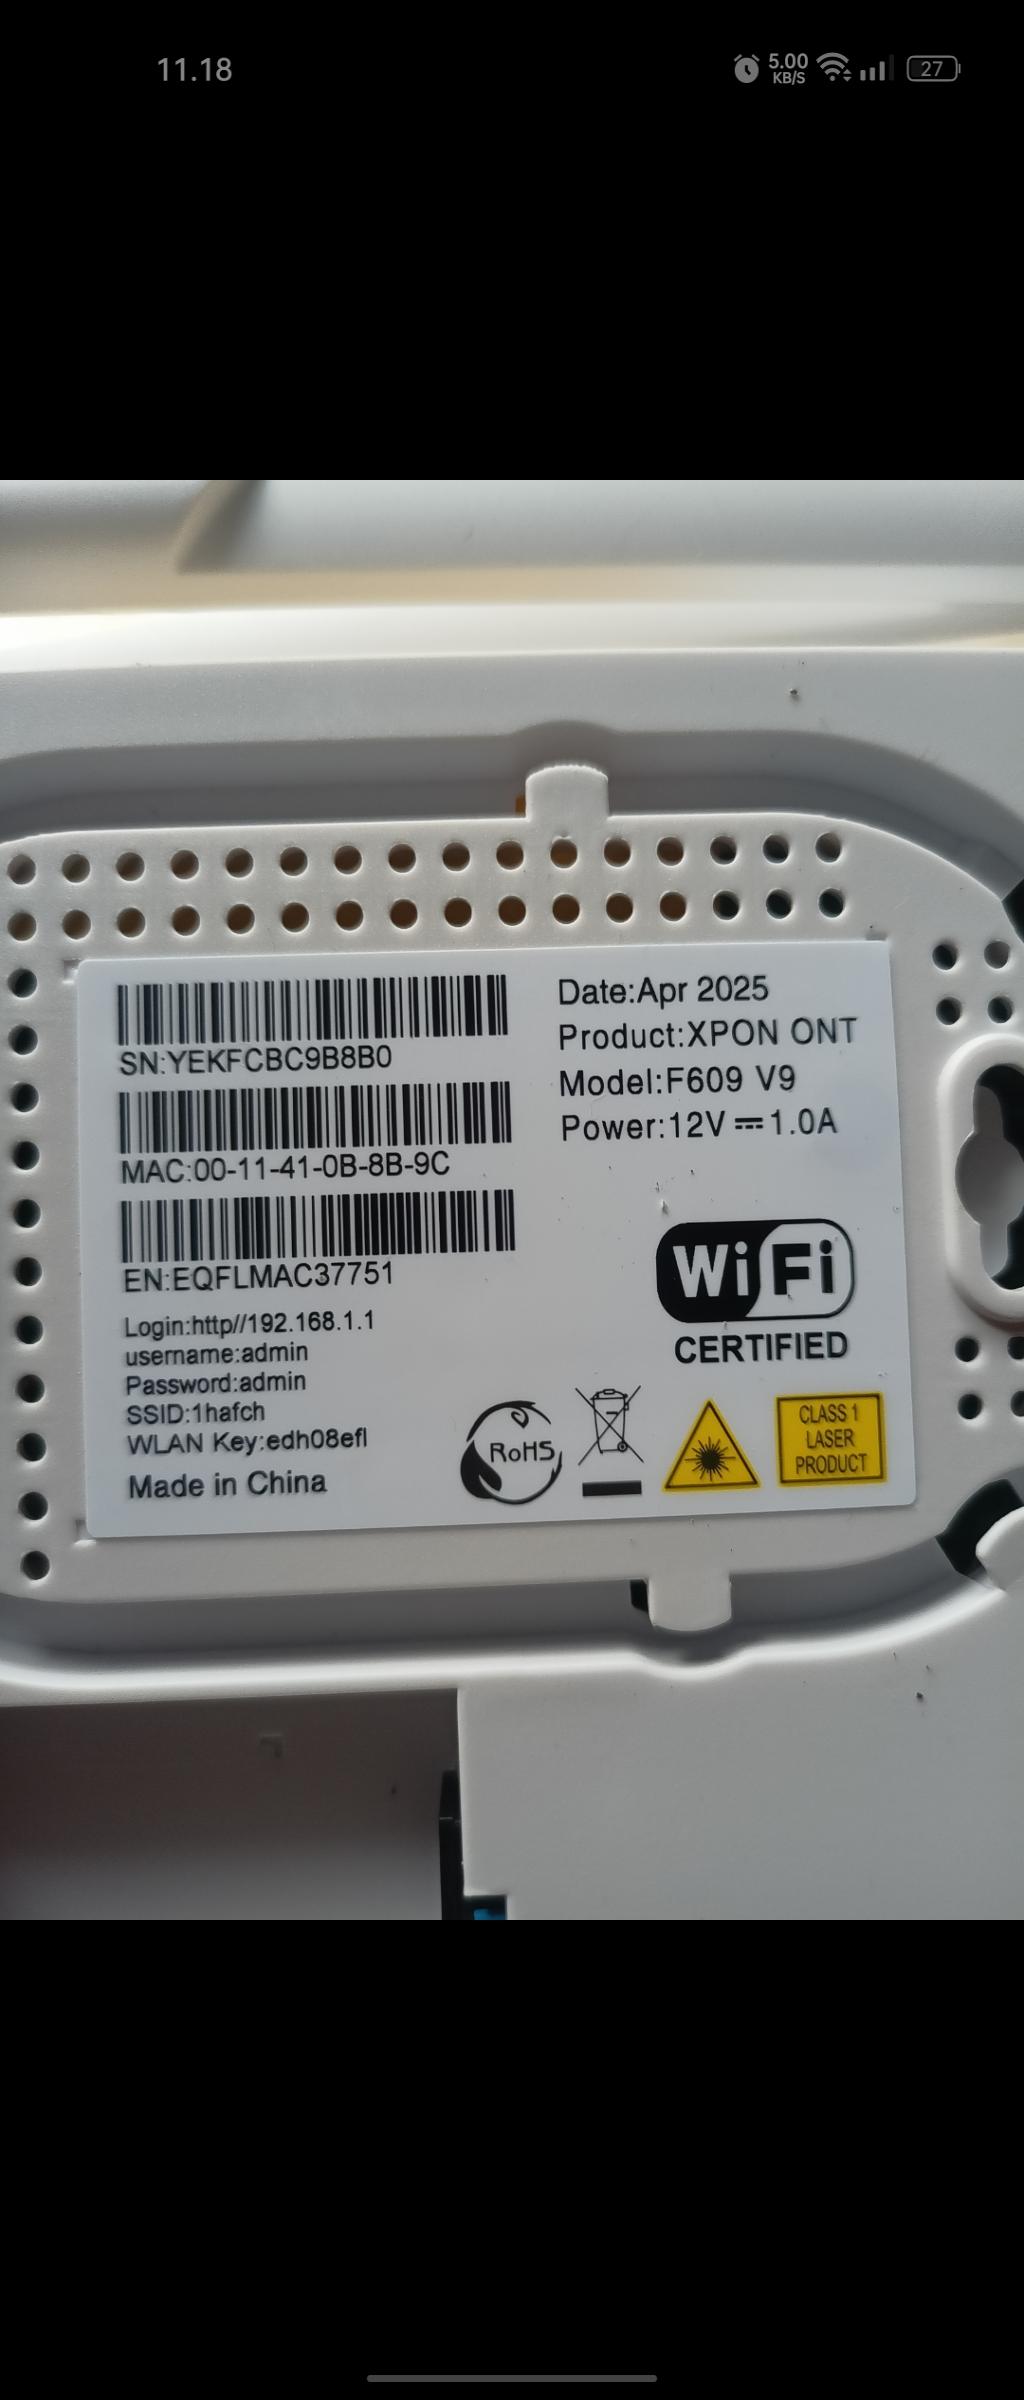 11.18
5.00
KB/S
27
SN:YEKFCBC9B8B0
MAC:00-11-41-0B-8B-9C
EN:EQFLMAC37751
Login:http//192.168.1.1
username:admin
Password:admin
SSID:1hafch
WLAN Key:edh08efl
Made in China
Date:Apr 2025
Product:XPON ONT
Model:F609 V9
Power:12V⎓1.0A
WiFi
CERTIFIED
RoHS
CLASS 1
LASER
PRODUCT